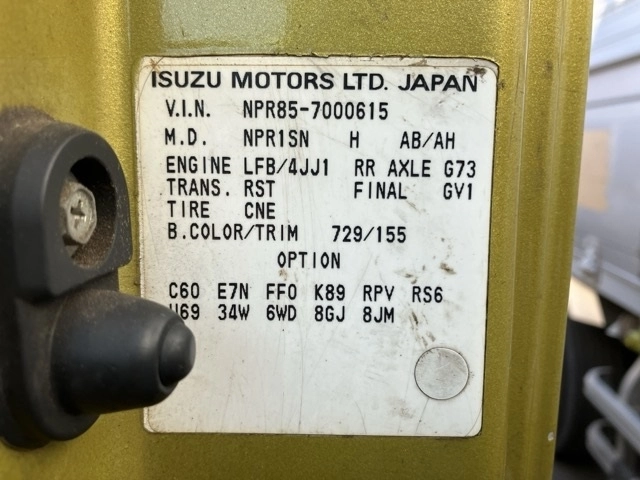 ISUZU MOTORS LTD. JAPAN
V.I.N. NPR85-7000615
M.D. NPR1SN H AB/AH
ENGINE LFB/4JJ1 RR AXLE G73
TRANS. RST FINAL GV1
TIRE CNE
B.COLOR/TRIM 729/155
OPTION
C60 E7N FF0 K89 RPV RS6
U69 34W 6WD 8GJ 8JM